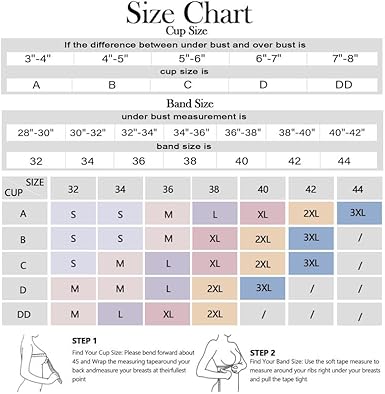 Size Chart
Cup Size
If the difference between under bust and over bust is
3"-4" 4"-5" 5"-6" 6"-7" 7"-8"
cup size is
A B C D DD
Band Size
under bust measurement is
28"-30" 30"-32" 32"-34" 34"-36" 36"-38" 38"-40" 40"-42"
band size is
32 34 36 38 40 42 44
SIZE
CUP 32 34 36 38 40 42 44
A S S M L XL 2XL 3XL
B S S M XL 2XL 3XL /
C S M L XL 2XL 3XL /
D M M L 2XL 3XL / /
DD M L XL 2XL / / /
STEP 1
Find Your Cup Size: Please bend forward about
45 and Wrap the measuring tapearound your
back andmeasure your breasts at theirfullest
point
STEP 2
Find Your Band Size: Use the soft tape measure
to measure around your ribs right under your
breasts and pull the tape tight.